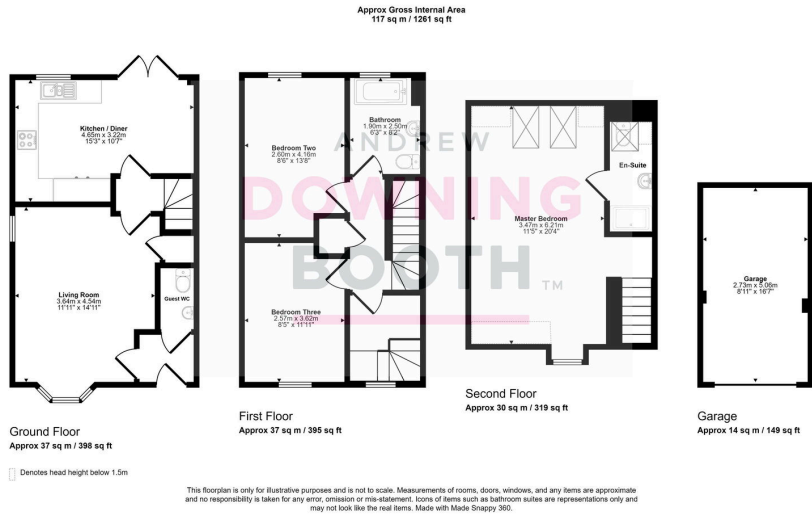 Approx Gross Internal Area
117 sq m / 1261 sq ft
Kitchen / Diner
4.65m x 3.22m
15'3" x 10'7"
Living Room
3.64m x 4.54m
11'11" x 14'11"
Guest WC
Ground Floor
Approx 37 sq m / 398 sq ft
Denotes head height below 1.5m
Bathroom
1.90m x 2.50m
6'3" x 8'2"
Bedroom Two
2.60m x 4.16m
8'6" x 13'8"
Bedroom Three
2.57m x 3.62m
8'5" x 11'11"
First Floor
Approx 37 sq m / 395 sq ft
En-Suite
Master Bedroom
3.47m x 6.21m
11'5" x 20'4"
Second Floor
Approx 30 sq m / 319 sq ft
Garage
2.73m x 5.06m
8'11" x 16'7"
Garage
Approx 14 sq m / 149 sq ft
ANDREW
DOWNING
BOOTH TM
This floorplan is only for illustrative purposes and is not to scale. Measurements of rooms, doors, windows, and any items are approximate
and no responsibility is taken for any error, omission or mis-statement. Icons of items such as bathroom suites are representations only and
may not look like the real items. Made with Made Snappy 360.